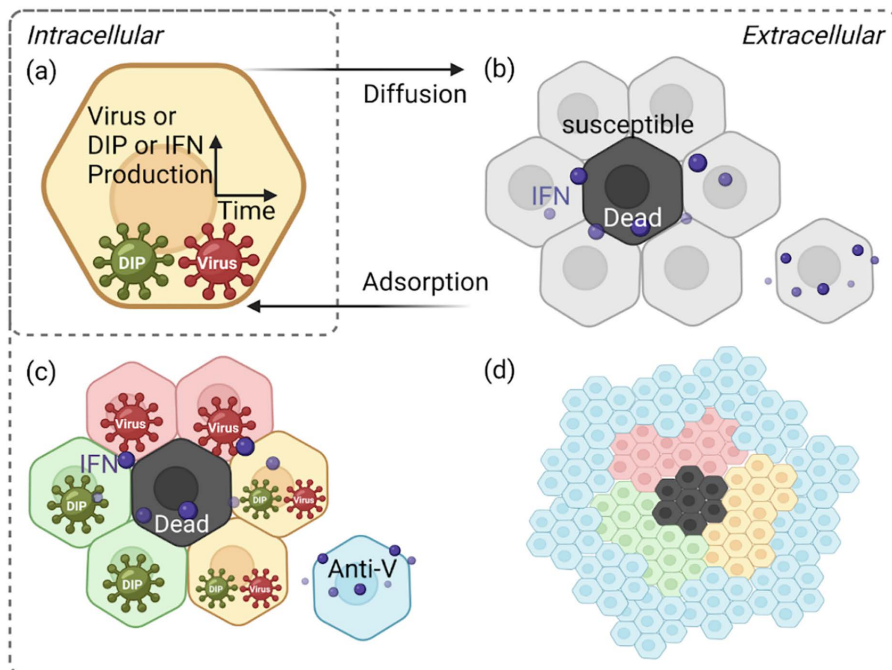 Intracellular
Extracellular
(a)
Virus or
DIP or IFN
Production
Time
DIP
Virus
Diffusion
Adsorption
(b)
susceptible
IFN
Dead
(c)
Virus
Virus
IFN
DIP
Dead
DIP
Virus
DIP
DIP
Virus
Anti-V
(d)